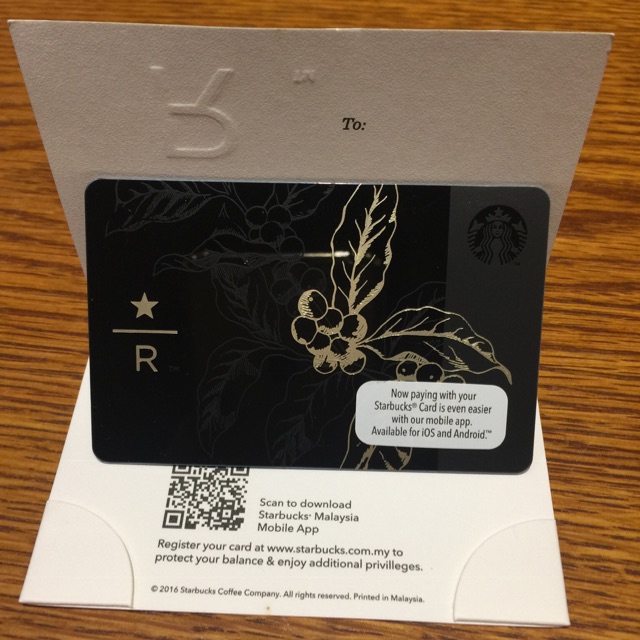 To:
R™
Now paying with your
Starbucks® Card is even easier
with our mobile app.
Available for iOS and Android.™
Scan to download
Starbucks® Malaysia
Mobile App
Register your card at www.starbucks.com.my to
protect your balance & enjoy additional privilleges.
© 2016 Starbucks Coffee Company. All rights reserved. Printed in Malaysia.